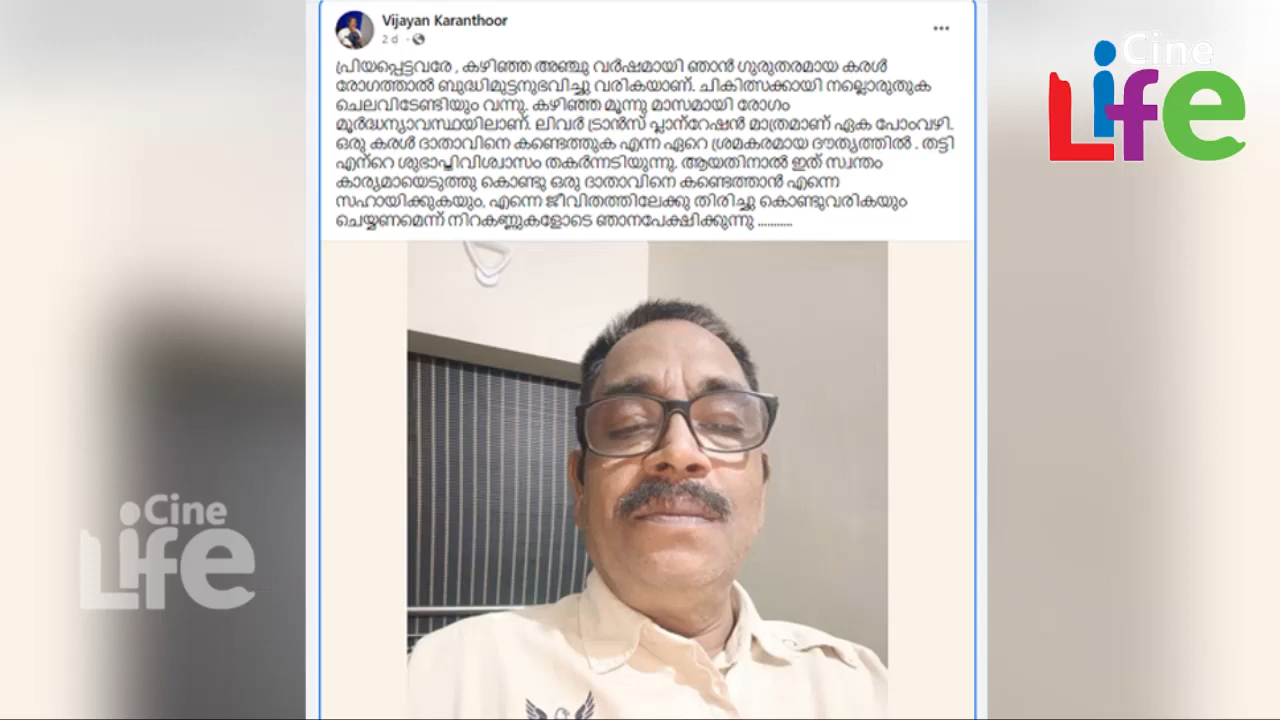 Vijayan Karanthoor
2 d
പ്രിയപ്പെട്ടവരേ , കഴിഞ്ഞ അഞ്ചു വർഷമായി ഞാൻ ഗുരുതരമായ കരൾ
രോഗത്താൽ ബുദ്ധിമുട്ടനുഭവിച്ചു വരികയാണ്. ചികിത്സക്കായി നല്ലൊരുതുക
ചെലവിടേണ്ടിയും വന്നു. കഴിഞ്ഞ മൂന്നു മാസമായി രോഗം
മൂർദ്ധന്യാവസ്ഥയിലാണ്. ലിവർ ട്രാൻസ് പ്ലാന്റേഷൻ മാത്രമാണ് ഏക പോംവഴി.
ഒരു കരൾ ദാതാവിനെ കണ്ടെത്തുക എന്ന ഏറെ ശ്രമകരമായ ദൗത്യത്തിൽ . തട്ടി
എന്റെ ശുഭാപ്തിവിശ്വാസം തകർന്നടിയുന്നു. ആയതിനാൽ ഇത് സ്വന്തം
കാര്യമായെടുത്തു കൊണ്ടു ഒരു ദാതാവിനെ കണ്ടെത്താൻ എന്നെ
സഹായിക്കുകയും, എന്നെ ജീവിതത്തിലേക്കു തിരിച്ചു കൊണ്ടുവരികയും
ചെയ്യണമെന്ന് നിറകണ്ണുകളോടെ ഞാനപേക്ഷിക്കുന്നു ...........
Cine
Life
Cine
Life